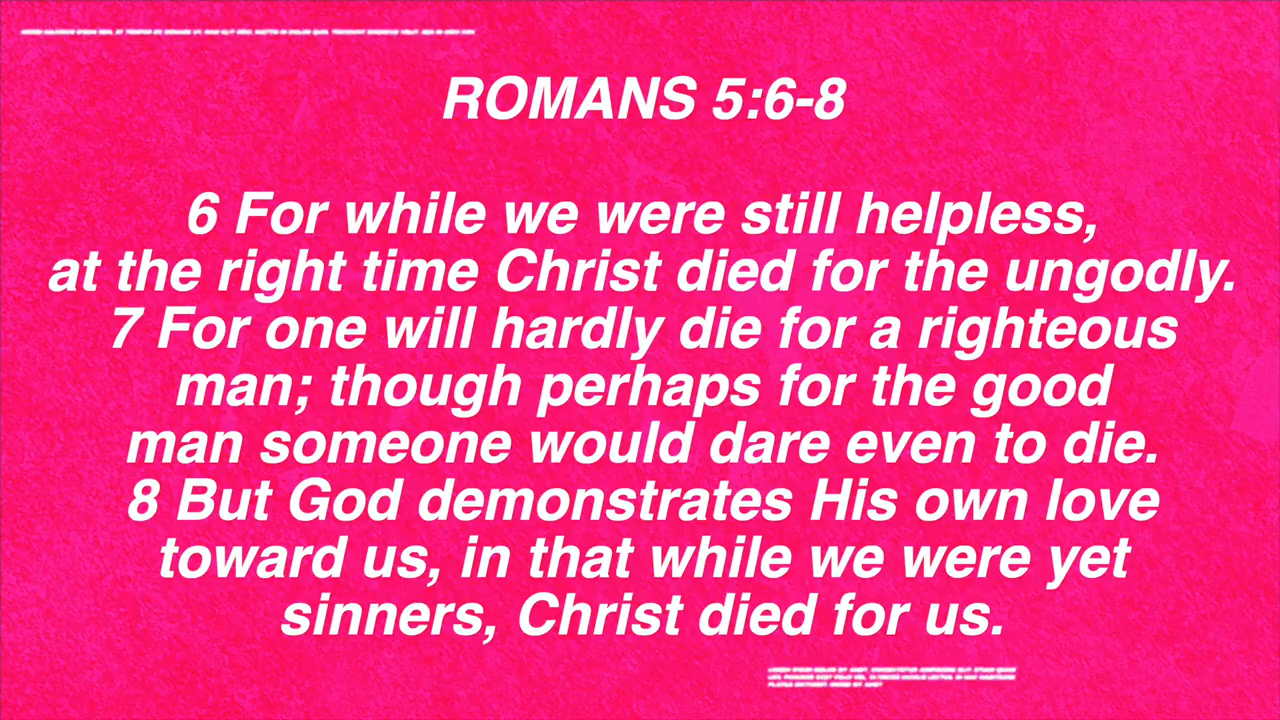 ROMANS 5:6-8
6 For while we were still helpless,
at the right time Christ died for the ungodly.
7 For one will hardly die for a righteous
man; though perhaps for the good
man someone would dare even to die.
8 But God demonstrates His own love
toward us, in that while we were yet
sinners, Christ died for us.